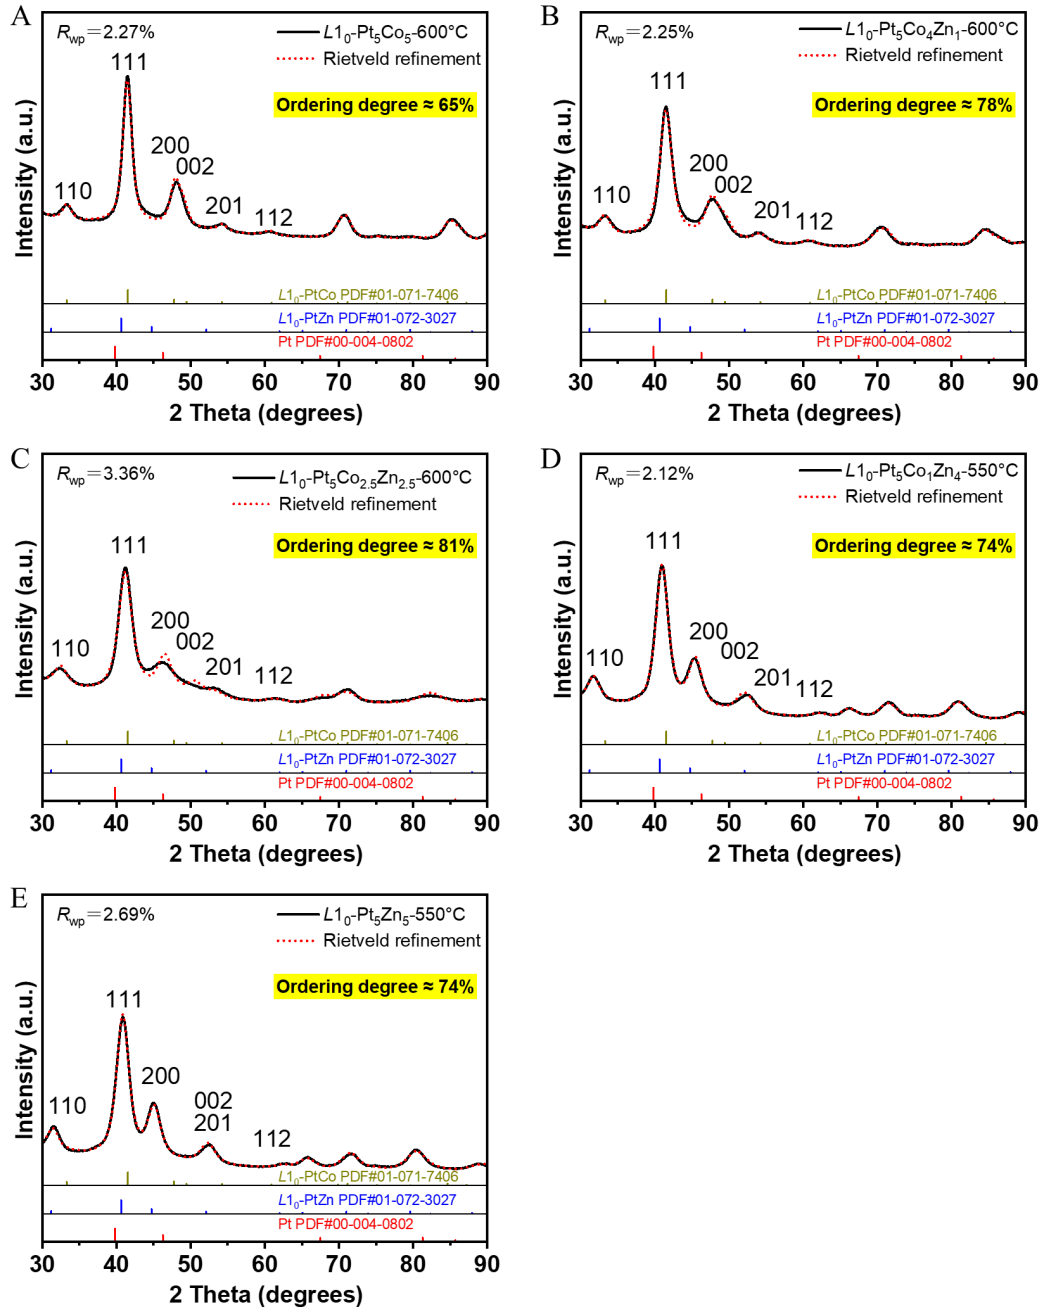 A
R_wp=2.27%
L1₀-Pt₅Co₅-600°C
Rietveld refinement
Ordering degree ≈ 65%
111
200
002
110
201
112
Intensity (a.u.)
L1₀-PtCo PDF#01-071-7406
L1₀-PtZn PDF#01-072-3027
Pt PDF#00-004-0802
30 40 50 60 70 80 90
2 Theta (degrees)
B
R_wp=2.25%
L1₀-Pt₅Co₄Zn₁-600°C
Rietveld refinement
Ordering degree ≈ 78%
111
200
002
110
201
112
Intensity (a.u.)
L1₀-PtCo PDF#01-071-7406
L1₀-PtZn PDF#01-072-3027
Pt PDF#00-004-0802
30 40 50 60 70 80 90
2 Theta (degrees)
C
R_wp=3.36%
L1₀-Pt₅Co₂.₅Zn₂.₅-600°C
Rietveld refinement
Ordering degree ≈ 81%
111
200
002
110
201
112
Intensity (a.u.)
L1₀-PtCo PDF#01-071-7406
L1₀-PtZn PDF#01-072-3027
Pt PDF#00-004-0802
30 40 50 60 70 80 90
2 Theta (degrees)
D
R_wp=2.12%
L1₀-Pt₅Co₁Zn₄-550°C
Rietveld refinement
Ordering degree ≈ 74%
111
200
002
110
201
112
Intensity (a.u.)
L1₀-PtCo PDF#01-071-7406
L1₀-PtZn PDF#01-072-3027
Pt PDF#00-004-0802
30 40 50 60 70 80 90
2 Theta (degrees)
E
R_wp=2.69%
L1₀-Pt₅Zn₅-550°C
Rietveld refinement
Ordering degree ≈ 74%
111
200
002
110
201
112
Intensity (a.u.)
L1₀-PtCo PDF#01-071-7406
L1₀-PtZn PDF#01-072-3027
Pt PDF#00-004-0802
30 40 50 60 70 80 90
2 Theta (degrees)